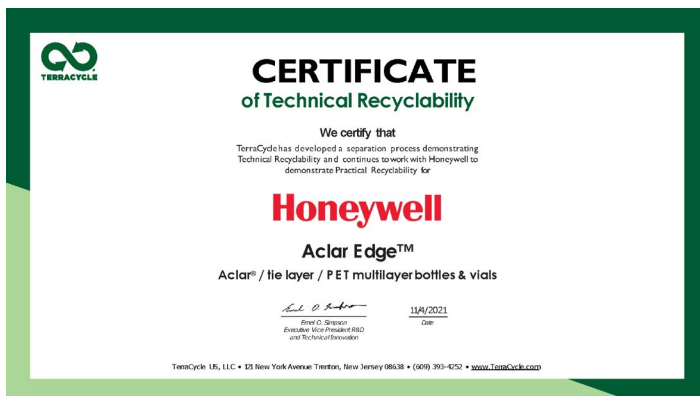 TERRACYCLE
CERTIFICATE
of Technical Recyclability
We certify that
TerraCycle has developed a separation process demonstrating
Technical Recyclability and continues to work with Honeywell to
demonstrate Practical Recyclability for
Honeywell
Aclar Edge™
Aclar® / tie layer / PET multilayer bottles & vials
Ernel O. Simpson
11/4/2021
Ernel O. Simpson
Date
Executive Vice President R&D
and Technical Innovation
TerraCycle US, LLC • 121 New York Avenue Trenton, New Jersey 08638 • (609) 393-4252 • www.TerraCycle.com